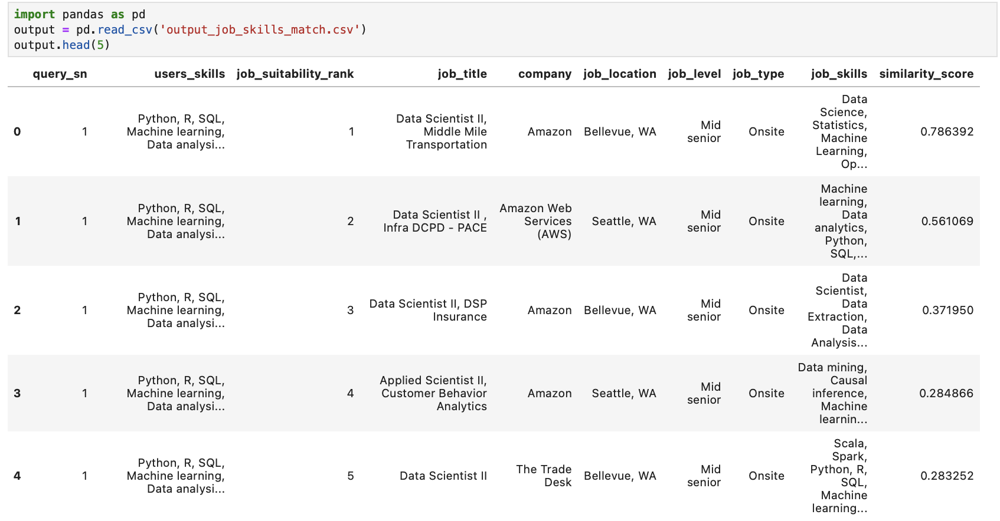 import pandas as pd
output = pd.read_csv('output_job_skills_match.csv')
output.head(5)
query_sn users_skills job_suitability_rank job_title company job_location job_level job_type job_skills similarity_score
0 1 Python, R, SQL, Machine learning, Data analysi... 1 Data Scientist II, Middle Mile Transportation Amazon Bellevue, WA Mid senior Onsite Data Science, Statistics, Machine Learning, Op... 0.786392
1 1 Python, R, SQL, Machine learning, Data analysi... 2 Data Scientist II , Infra DCPD - PACE Amazon Web Services (AWS) Seattle, WA Mid senior Onsite Machine learning, Data analytics, Python, SQL,... 0.561069
2 1 Python, R, SQL, Machine learning, Data analysi... 3 Data Scientist II, DSP Insurance Amazon Bellevue, WA Mid senior Onsite Data Scientist, Data Extraction, Data Analysis... 0.371950
3 1 Python, R, SQL, Machine learning, Data analysi... 4 Applied Scientist II, Customer Behavior Analytics Amazon Seattle, WA Mid senior Onsite Data mining, Causal inference, Machine learnin... 0.284866
4 1 Python, R, SQL, Machine learning, Data analysi... 5 Data Scientist II The Trade Desk Bellevue, WA Mid senior Onsite Scala, Spark, Python, R, SQL, Machine learning... 0.283252